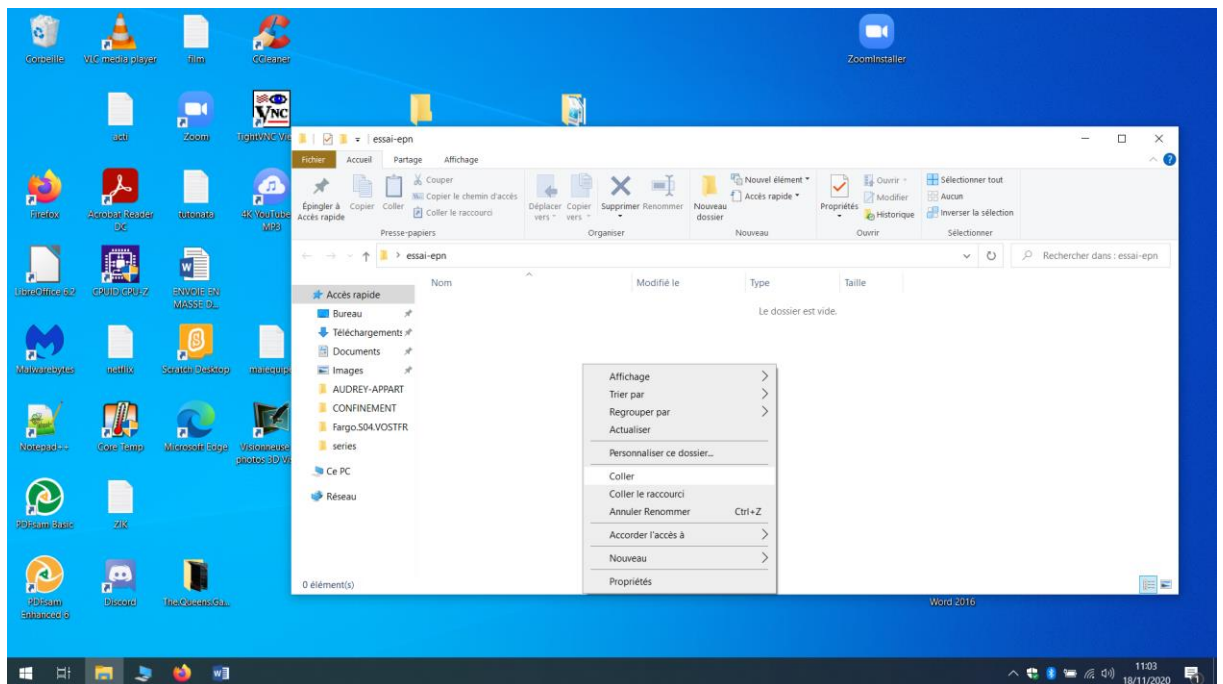 Corbeille
VLC media player
film
CCleaner
ZoomInstaller
acti
Zoom
TightVNC Vie
Firefox
Acrobat Reader
DC
tutonata
4K YouTube
MP3
LibreOffice 6.2
CPUID CPU-Z
ENVOIE EN
MASSE D...
Malwarebytes
netflix
Scratch Desktop
Notepad++
Core Temp
Microsoft Edge
Visionneuse
photos 3D Vi
PDFsam Basic
ZIK
PDFsam
Enhanced 6
Discord
The.Queens.Ga...
Word 2016
essai-epn
Fichier
Accueil
Partage
Affichage
Épingler à
Accès rapide
Copier
Coller
Couper
Copier le chemin d'accès
Coller le raccourci
Presse-papiers
Déplacer
vers
Copier
vers
Supprimer
Renommer
Organiser
Nouveau
dossier
Nouvel élément
Accès rapide
Nouveau
Propriétés
Ouvrir
Modifier
Historique
Ouvrir
Sélectionner tout
Aucun
Inverser la sélection
Sélectionner
essai-epn
Rechercher dans : essai-epn
Nom
Modifié le
Type
Taille
Le dossier est vide.
Accès rapide
Bureau
Téléchargements
Documents
Images
AUDREY-APPART
CONFINEMENT
Fargo.S04.VOSTFR
series
Ce PC
Réseau
0 élément(s)
Affichage
Trier par
Regrouper par
Actualiser
Personnaliser ce dossier...
Coller
Coller le raccourci
Annuler Renommer Ctrl+Z
Accorder l'accès à
Nouveau
Propriétés
11:03
18/11/2020